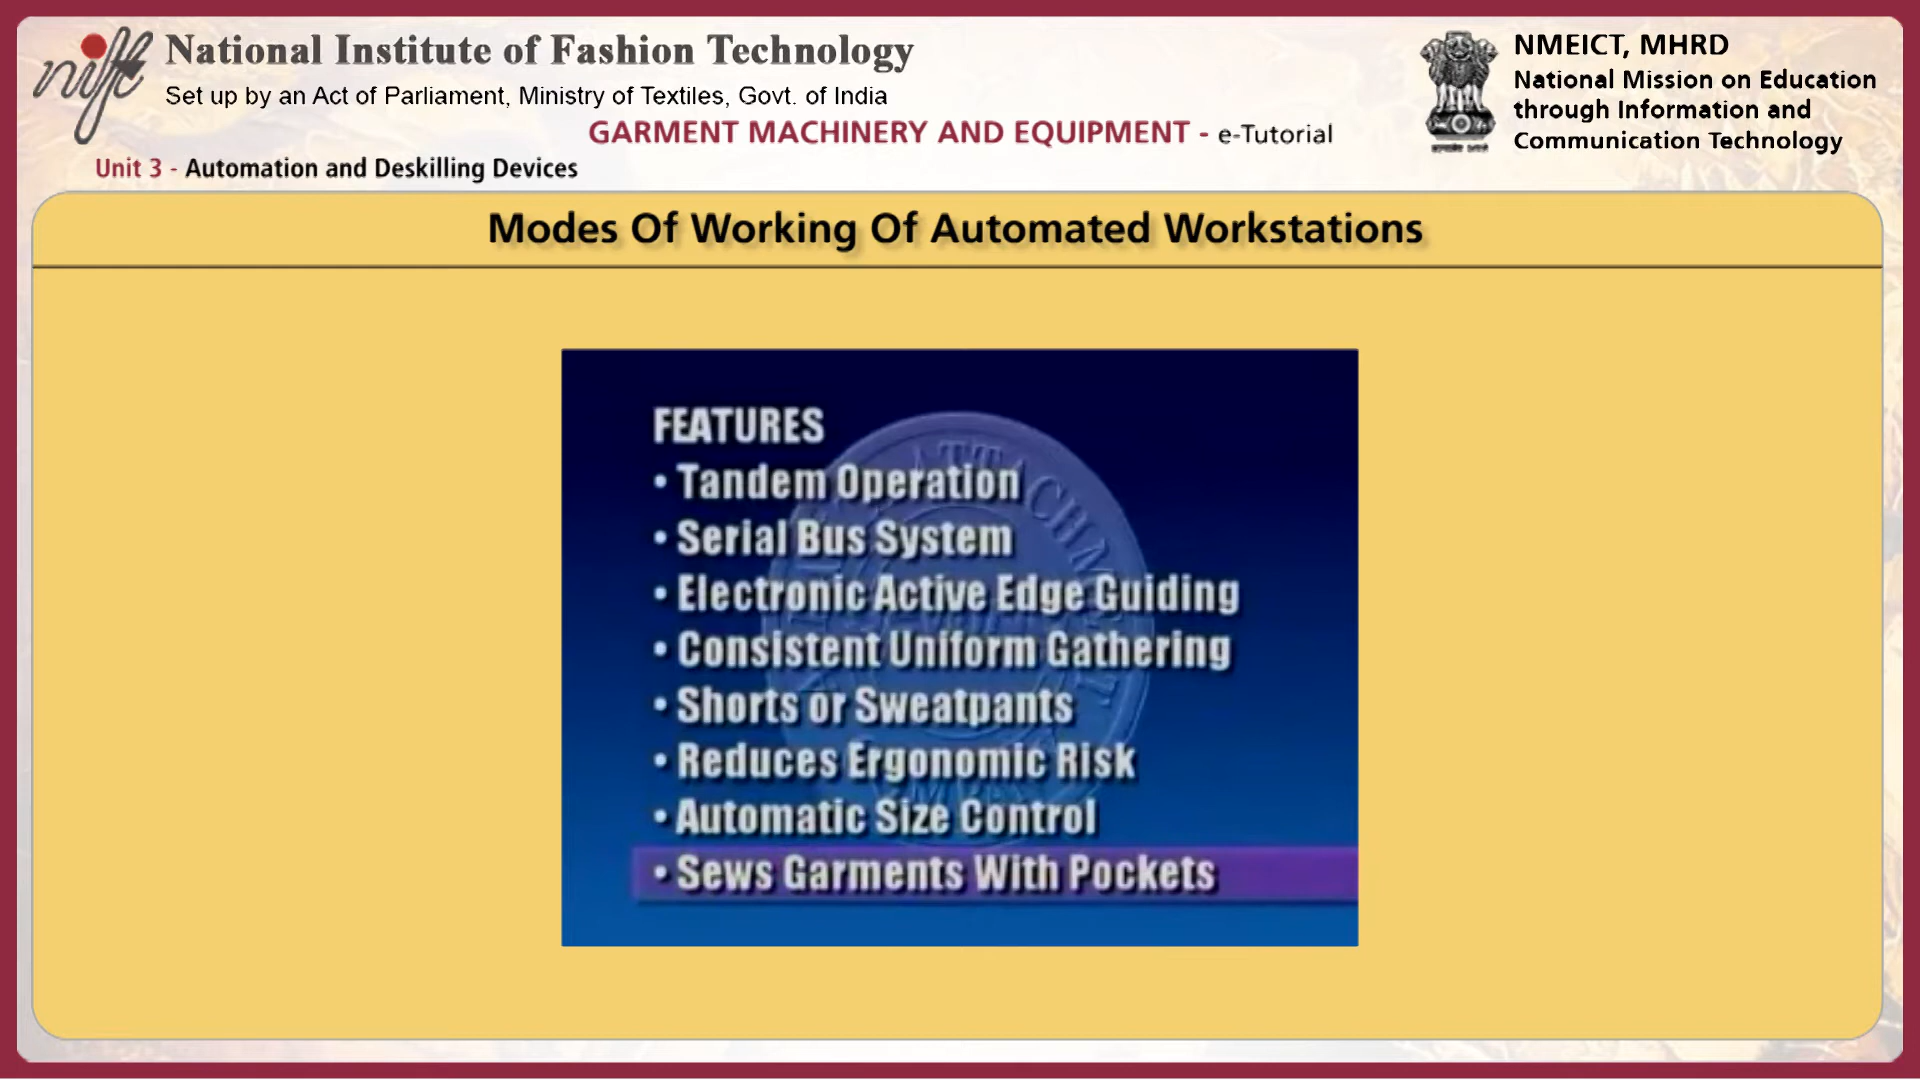 nift
National Institute of Fashion Technology
Set up by an Act of Parliament, Ministry of Textiles, Govt. of India
NMEICT, MHRD
National Mission on Education
through Information and
Communication Technology
GARMENT MACHINERY AND EQUIPMENT - e-Tutorial
Unit 3 - Automation and Deskilling Devices
Modes Of Working Of Automated Workstations
FEATURES
• Tandem Operation
• Serial Bus System
• Electronic Active Edge Guiding
• Consistent Uniform Gathering
• Shorts or Sweatpants
• Reduces Ergonomic Risk
• Automatic Size Control
• Sews Garments With Pockets